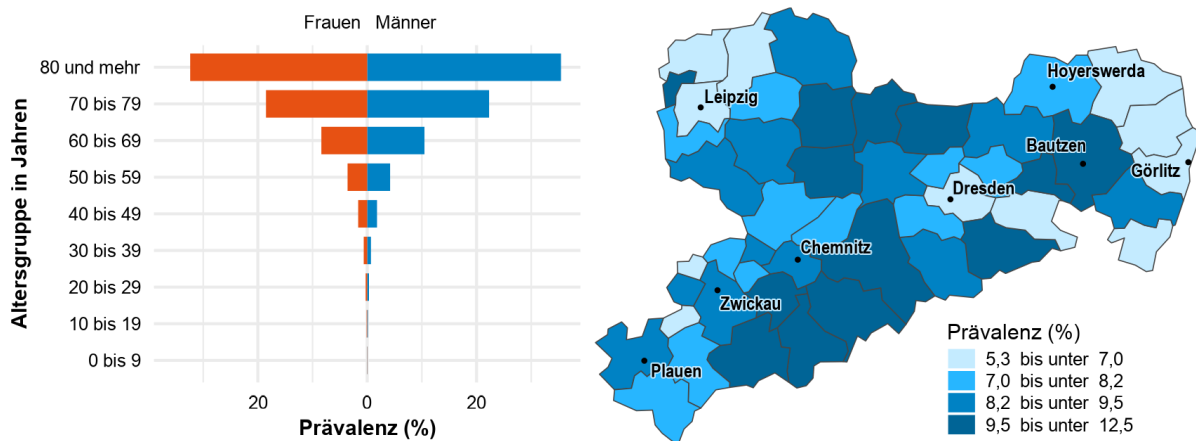 Frauen Männer
Altersgruppe in Jahren
80 und mehr
70 bis 79
60 bis 69
50 bis 59
40 bis 49
30 bis 39
20 bis 29
10 bis 19
0 bis 9
20 0 20
Prävalenz (%)
Hoyerswerda
Leipzig
Bautzen
Görlitz
Dresden
Chemnitz
Zwickau
Plauen
Prävalenz (%)
5,3 bis unter 7,0
7,0 bis unter 8,2
8,2 bis unter 9,5
9,5 bis unter 12,5